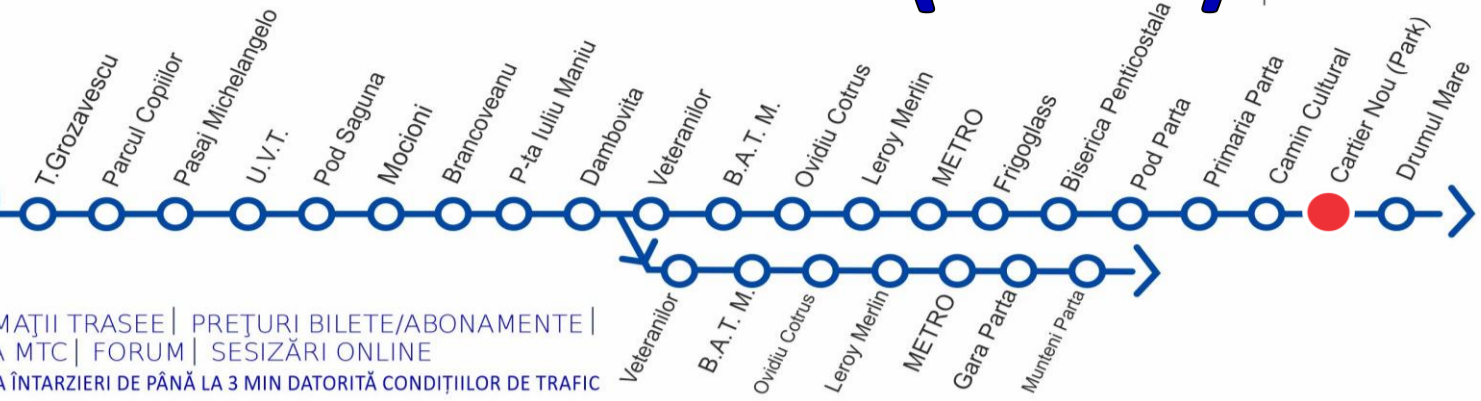 T.Grozavescu
Parcul Copiilor
Pasaj Michelangelo
U.V.T.
Pod Saguna
Mocioni
Brancoveanu
P-ta Iuliu Maniu
Dambovita
Veteranilor
B.A.T. M.
Ovidiu Cotrus
Leroy Merlin
METRO
Frigoglass
Biserica Penticostala
Pod Parta
Primaria Parta
Camin Cultural
Cartier Nou (Park)
Drumul Mare
Veteranilor
B.A.T. M.
Ovidiu Cotrus
Leroy Merlin
METRO
Gara Parta
Munteni Parta
MAŢII TRASEE| PREŢURI BILETE/ABONAMENTE|
A MTC| FORUM| SESIZĂRI ONLINE
A ÎNTARZIERI DE PÂNĂ LA 3 MIN DATORITĂ CONDIȚIILOR DE TRAFIC